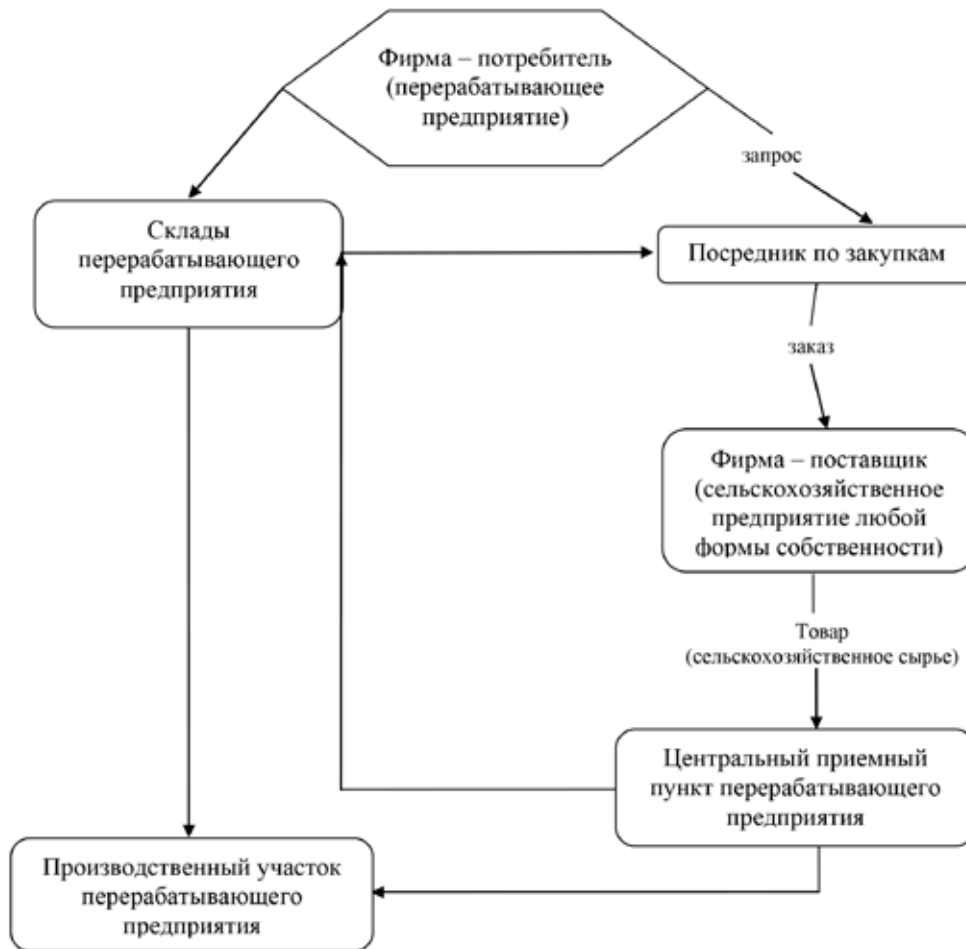 Фирма – потребитель
(перерабатывающее
предприятие)
запрос
Склады
перерабатывающего
предприятия
Посредник по закупкам
заказ
Фирма – поставщик
(сельскохозяйственное
предприятие любой
формы собственности)
Товар
(сельскохозяйственное сырье)
Центральный приемный
пункт перерабатывающего
предприятия
Производственный участок
перерабатывающего
предприятия